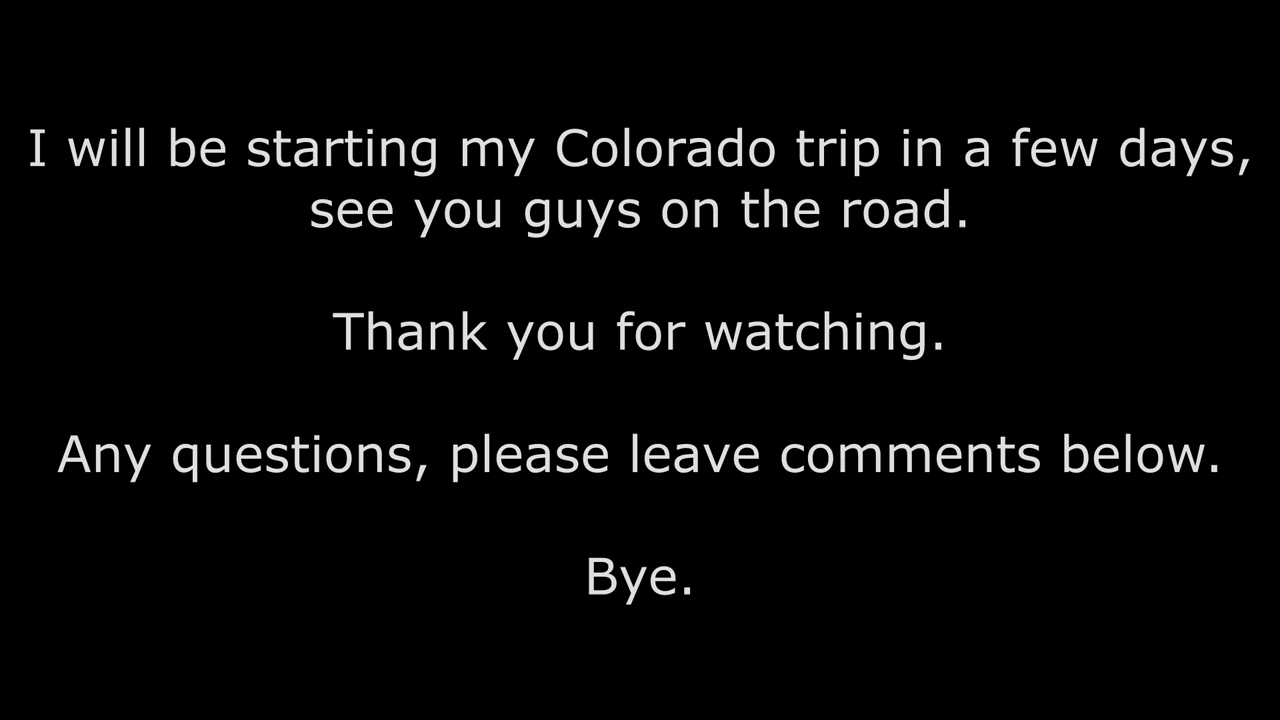 I will be starting my Colorado trip in a few days,
see you guys on the road.
Thank you for watching.
Any questions, please leave comments below.
Bye.